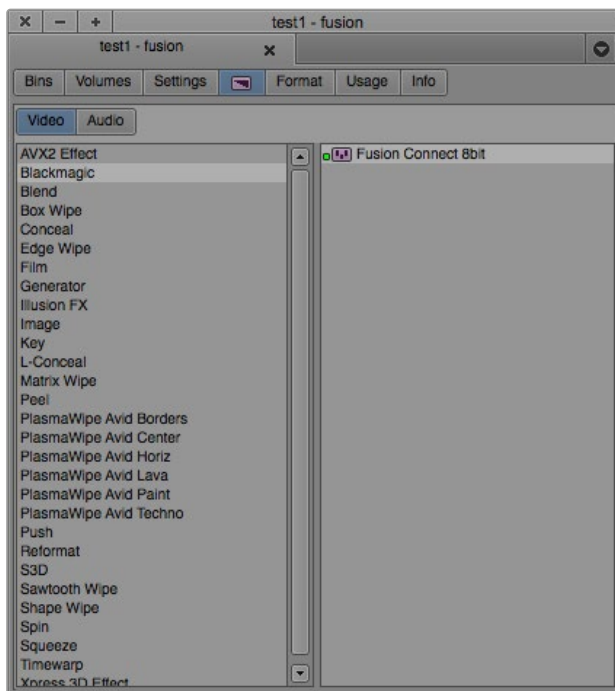 test1 - fusion
test1 - fusion
Bins Volumes Settings Format Usage Info
Video Audio
AVX2 Effect
Fusion Connect 8bit
Blackmagic
Blend
Box Wipe
Conceal
Edge Wipe
Film
Generator
Illusion FX
Image
Key
L-Conceal
Matrix Wipe
Peel
PlasmaWipe Avid Borders
PlasmaWipe Avid Center
PlasmaWipe Avid Horiz
PlasmaWipe Avid Lava
PlasmaWipe Avid Paint
PlasmaWipe Avid Techno
Push
Reformat
S3D
Sawtooth Wipe
Shape Wipe
Spin
Squeeze
Timewarp
Xpress 3D Effect